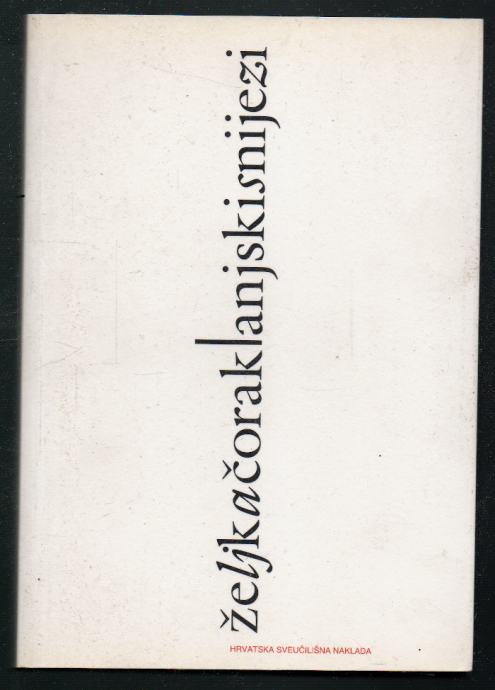 željkačoraklanjskisnijezi
HRVATSKA SVEUČILIŠNA NAKLADA